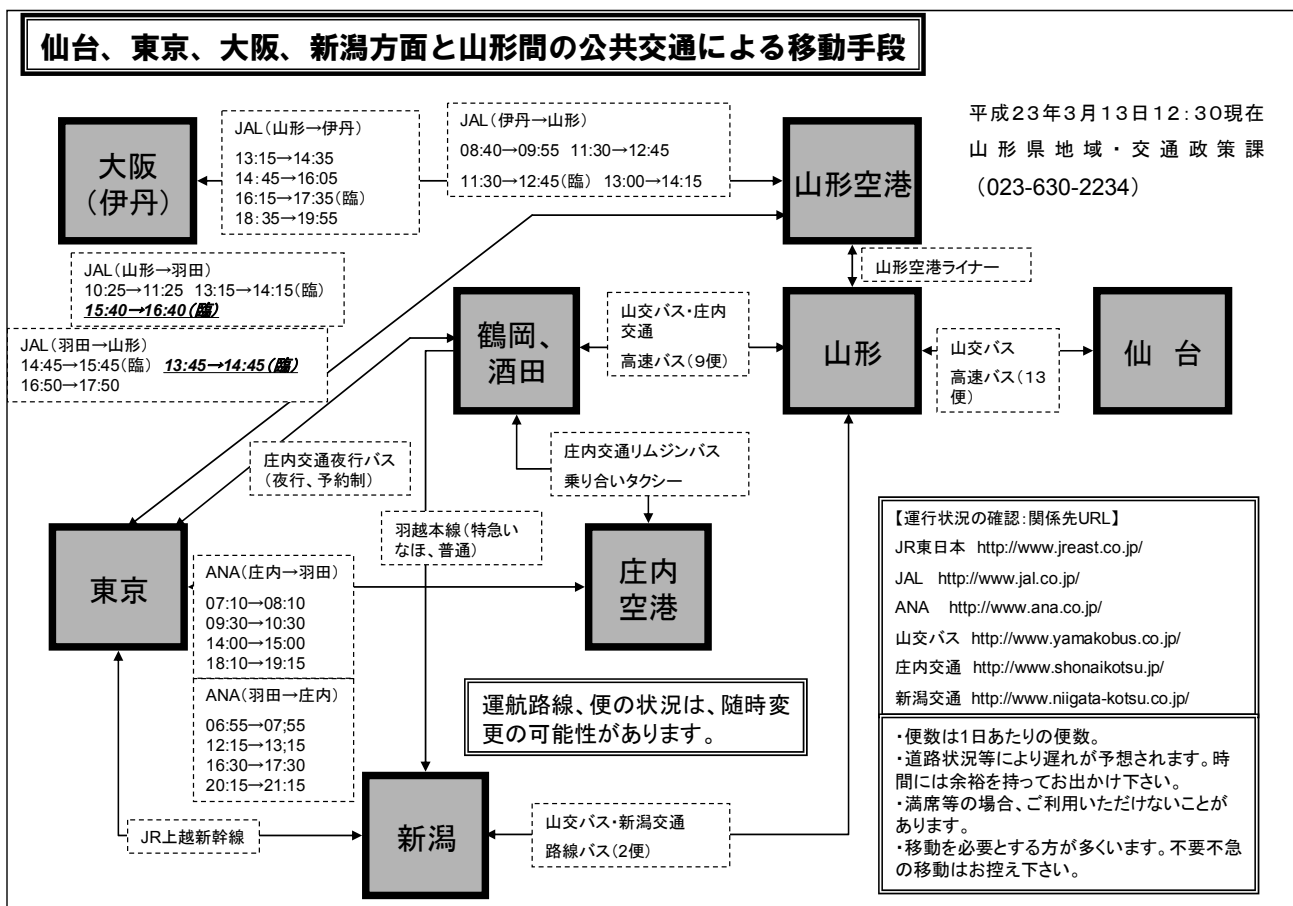 仙台、東京、大阪、新潟方面と山形間の公共交通による移動手段
平成23年3月13日12:30現在
山形県地域・交通政策課
（023-630-2234）
大阪
（伊丹）
JAL（山形→伊丹）
13:15→14:35
14:45→16:05
16:15→17:35（臨）
18:35→19:55
JAL（伊丹→山形）
08:40→09:55 11:30→12:45
11:30→12:45（臨） 13:00→14:15
山形空港
山形空港ライナー
JAL（山形→羽田）
10:25→11:25 13:15→14:15（臨）
15:40→16:40（臨）
JAL（羽田→山形）
14:45→15:45（臨） 13:45→14:45（臨）
16:50→17:50
鶴岡、
酒田
山交バス・庄内
交通
高速バス（9便）
山形
山交バス
高速バス（13
便）
仙台
庄内交通夜行バス
（夜行、予約制）
庄内交通リムジンバス
乗り合いタクシー
羽越本線（特急い
なほ、普通）
東京
ANA（庄内→羽田）
07:10→08:10
09:30→10:30
14:00→15:00
18:10→19:15
ANA（羽田→庄内）
06:55→07;55
12:15→13;15
16:30→17:30
20:15→21:15
庄内
空港
【運行状況の確認：関係先URL】
JR東日本 http://www.jreast.co.jp/
JAL http://www.jal.co.jp/
ANA http://www.ana.co.jp/
山交バス http://www.yamakobus.co.jp/
庄内交通 http://www.shonaikotsu.jp/
新潟交通 http://www.niigata-kotsu.co.jp/
運航路線、便の状況は、随時変
更の可能性があります。
・便数は1日あたりの便数。
・道路状況等により遅れが予想されます。時
間には余裕を持ってお出かけ下さい。
・満席等の場合、ご利用いただけないことが
あります。
・移動を必要とする方が多くいます。不要不急
の移動はお控え下さい。
JR上越新幹線
新潟
山交バス・新潟交通
路線バス（2便）